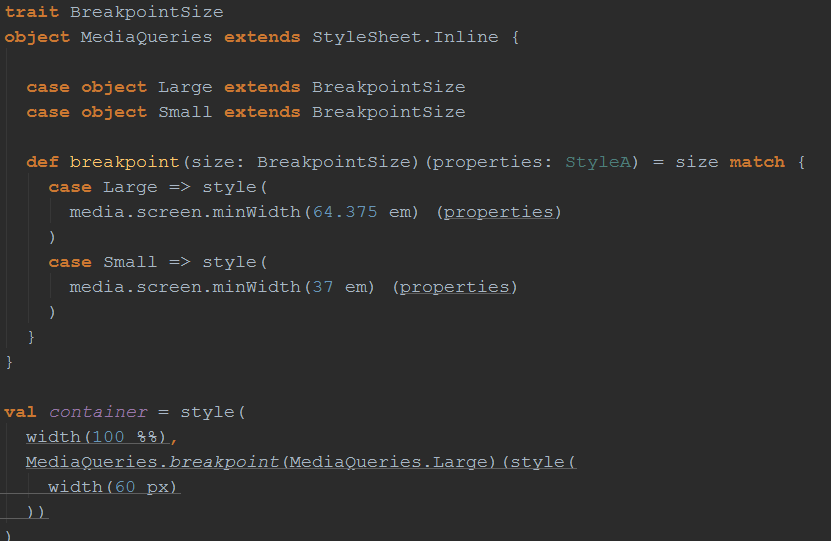 trait BreakpointSize
object MediaQueries extends StyleSheet.Inline {
case object Large extends BreakpointSize
case object Small extends BreakpointSize
def breakpoint(size: BreakpointSize)(properties: StyleA) = size match {
case Large => style(
media.screen.minWidth(64.375 em) (properties)
)
case Small => style(
media.screen.minWidth(37 em) (properties)
)
}
}
val container = style(
width(100 %%),
MediaQueries.breakpoint(MediaQueries.Large)(style(
width(60 px)
))
)